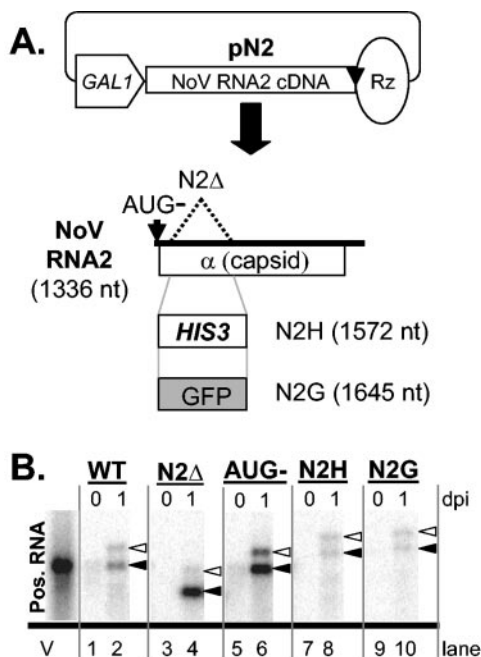 A.
pN2
GAL1
NoV RNA2 cDNA
Rz
N2Δ
AUG-
NoV
RNA2
(1336 nt)
α (capsid)
HIS3
N2H (1572 nt)
GFP
N2G (1645 nt)
B.
WT N2Δ AUG- N2H N2G
0 1 0 1 0 1 0 1 0 1 dpi
Pos. RNA
V 1 2 3 4 5 6 7 8 9 10 lane